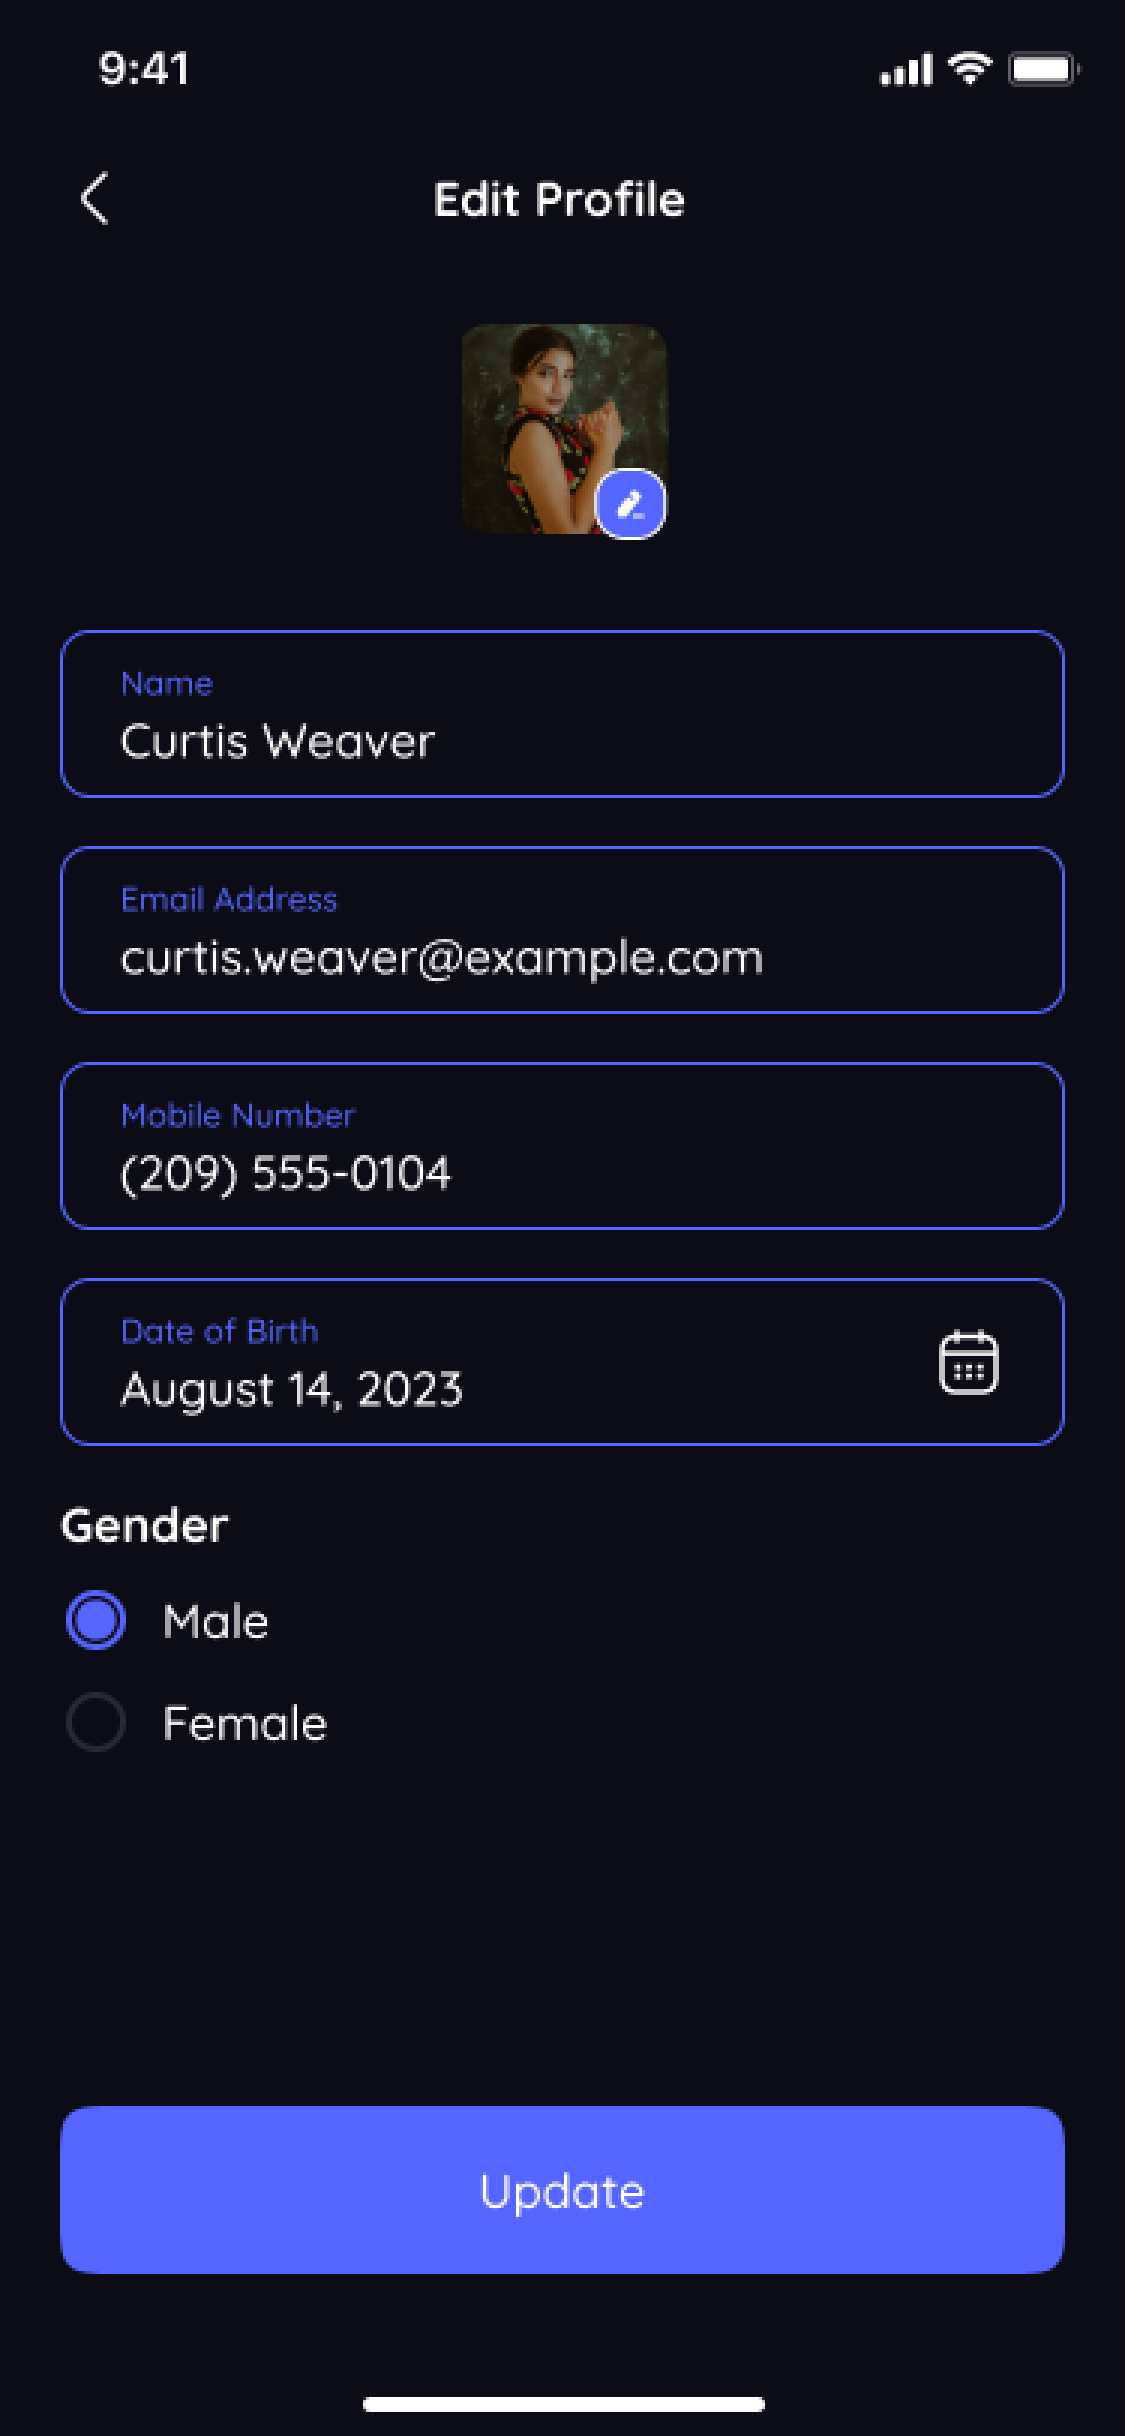 9:41
Edit Profile
Name
Curtis Weaver
Email Address
curtis.weaver@example.com
Mobile Number
(209) 555-0104
Date of Birth
August 14, 2023
Gender
Male
Female
Update